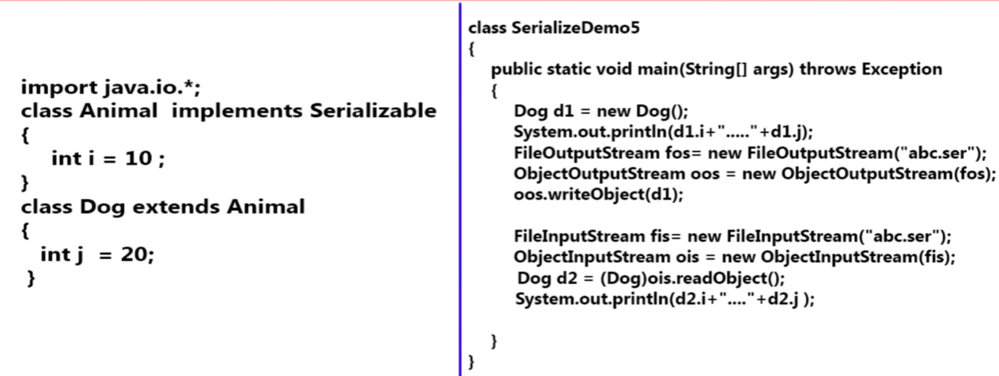 import java.io.*;
class Animal  implements Serializable
{
int i = 10 ;
}
class Dog extends Animal
{
int j  = 20;
}
class SerializeDemo5
{
public static void main(String[] args) throws Exception
{
Dog d1 = new Dog();
System.out.println(d1.i+"....."+d1.j);
FileOutputStream fos= new FileOutputStream("abc.ser");
ObjectOutputStream oos = new ObjectOutputStream(fos);
oos.writeObject(d1);
FileInputStream fis= new FileInputStream("abc.ser");
ObjectInputStream ois = new ObjectInputStream(fis);
Dog d2 = (Dog)ois.readObject();
System.out.println(d2.i+"...."+d2.j );
}
}